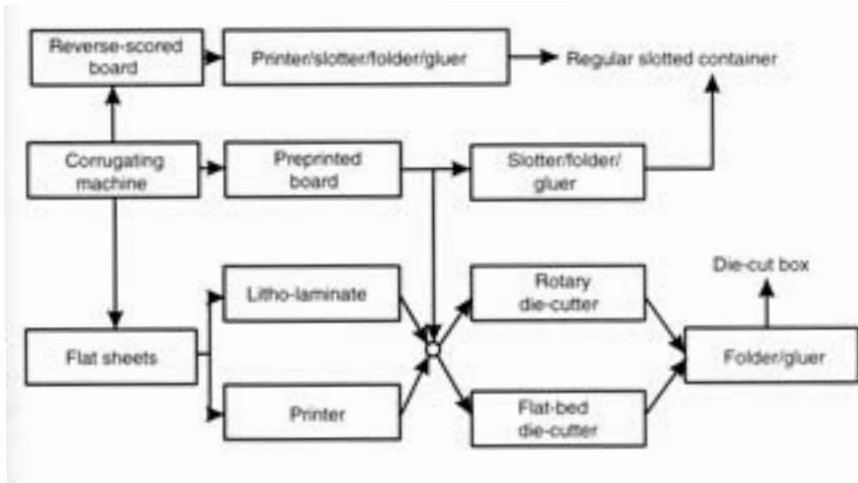 Reverse-scored
board
Printer/slotter/folder/gluer
Regular slotted container
Corrugating
machine
Preprinted
board
Slotter/folder/
gluer
Litho-laminate
Rotary
die-cutter
Die-cut box
Flat sheets
Folder/gluer
Printer
Flat-bed
die-cutter